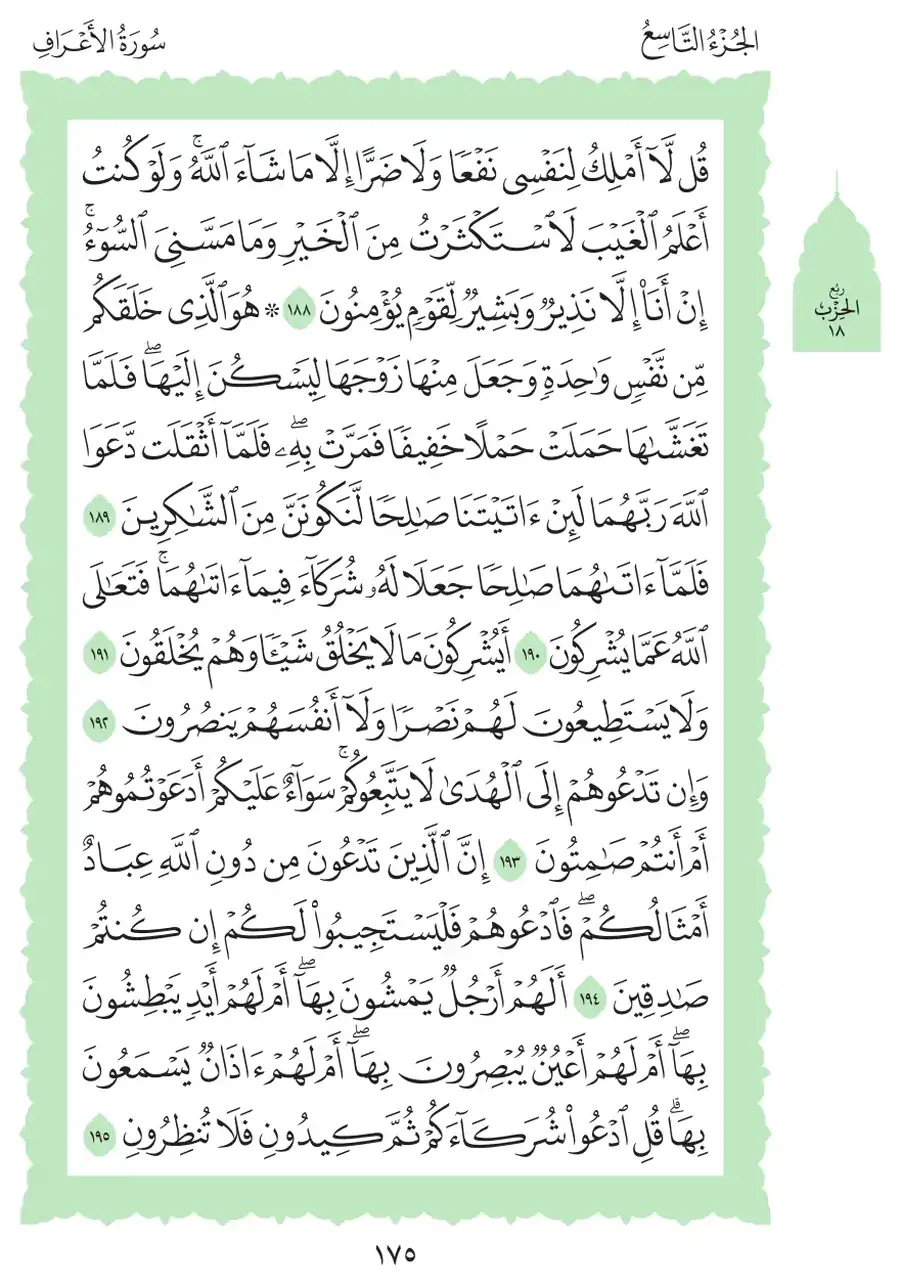 الجُزْءُ التَّاسِعُ
سُورَةُ الأَعْرَافِ
قُل لَّآ أَمْلِكُ لِنَفْسِى نَفْعًا وَلَا ضَرًّا إِلَّا مَا شَآءَ ٱللَّهُۚ وَلَوْ كُنتُ
أَعْلَمُ ٱلْغَيْبَ لَٱسْتَكْثَرْتُ مِنَ ٱلْخَيْرِ وَمَا مَسَّنِىَ ٱلسُّوٓءُۚ
إِنْ أَنَا۠ إِلَّا نَذِيرٌ وَبَشِيرٌ لِّقَوْمٍ يُؤْمِنُونَ ١٨٨ * هُوَ ٱلَّذِى خَلَقَكُم
مِّن نَّفْسٍ وَٰحِدَةٍ وَجَعَلَ مِنْهَا زَوْجَهَا لِيَسْكُنَ إِلَيْهَاۖ فَلَمَّا
تَغَشَّىٰهَا حَمَلَتْ حَمْلًا خَفِيفًا فَمَرَّتْ بِهِۦۖ فَلَمَّآ أَثْقَلَت دَّعَوَا
ٱللَّهَ رَبَّهُمَا لَئِنْ ءَاتَيْتَنَا صَٰلِحًا لَّنَكُونَنَّ مِنَ ٱلشَّٰكِرِينَ ١٨٩
فَلَمَّآ ءَاتَىٰهُمَا صَٰلِحًا جَعَلَا لَهُۥ شُرَكَآءَ فِيمَآ ءَاتَىٰهُمَاۚ فَتَعَٰلَى
ٱللَّهُ عَمَّا يُشْرِكُونَ ١٩٠ أَيُشْرِكُونَ مَا لَا يَخْلُقُ شَيْـًٔا وَهُمْ يُخْلَقُونَ ١٩١
وَلَا يَسْتَطِيعُونَ لَهُمْ نَصْرًا وَلَآ أَنفُسَهُمْ يَنصُرُونَ ١٩٢
وَإِن تَدْعُوهُمْ إِلَى ٱلْهُدَىٰ لَا يَتَّبِعُوكُمْۚ سَوَآءٌ عَلَيْكُمْ أَدَعَوْتُمُوهُمْ
أَمْ أَنتُمْ صَٰمِتُونَ ١٩٣ إِنَّ ٱلَّذِينَ تَدْعُونَ مِن دُونِ ٱللَّهِ عِبَادٌ
أَمْثَالُكُمْۖ فَٱدْعُوهُمْ فَلْيَسْتَجِيبُوا۟ لَكُمْ إِن كُنتُمْ
صَٰدِقِينَ ١٩٤ أَلَهُمْ أَرْجُلٌ يَمْشُونَ بِهَآۖ أَمْ لَهُمْ أَيْدٍ يَبْطِشُونَ
بِهَآۖ أَمْ لَهُمْ أَعْيُنٌ يُبْصِرُونَ بِهَآۖ أَمْ لَهُمْ ءَاذَانٌ يَسْمَعُونَ
بِهَاۗ قُلِ ٱدْعُوا۟ شُرَكَآءَكُمْ ثُمَّ كِيدُونِ فَلَا تُنظِرُونِ ١٩٥
رُبْع
الحِزْبِ
١٨
١٧٥